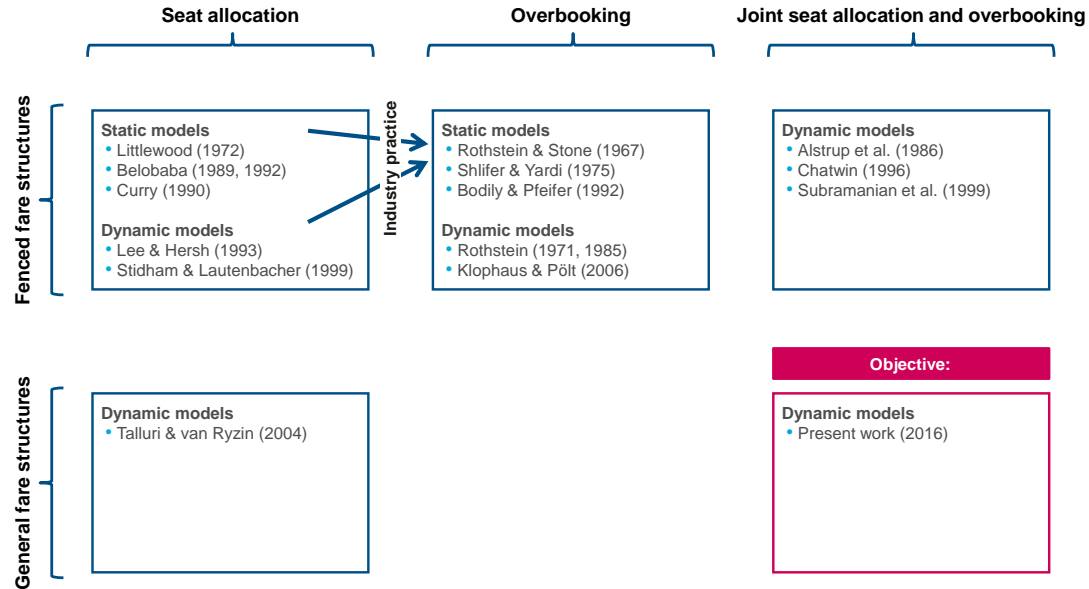 Seat allocation
Overbooking
Joint seat allocation and overbooking
Fenced fare structures
Static models
• Littlewood (1972)
• Belobaba (1989, 1992)
• Curry (1990)
Dynamic models
• Lee & Hersh (1993)
• Stidham & Lautenbacher (1999)
Industry practice
Static models
• Rothstein & Stone (1967)
• Shlifer & Yardi (1975)
• Bodily & Pfeifer (1992)
Dynamic models
• Rothstein (1971, 1985)
• Klophaus & Pölt (2006)
Dynamic models
• Alstrup et al. (1986)
• Chatwin (1996)
• Subramanian et al. (1999)
General fare structures
Dynamic models
• Talluri & van Ryzin (2004)
Objective:
Dynamic models
• Present work (2016)